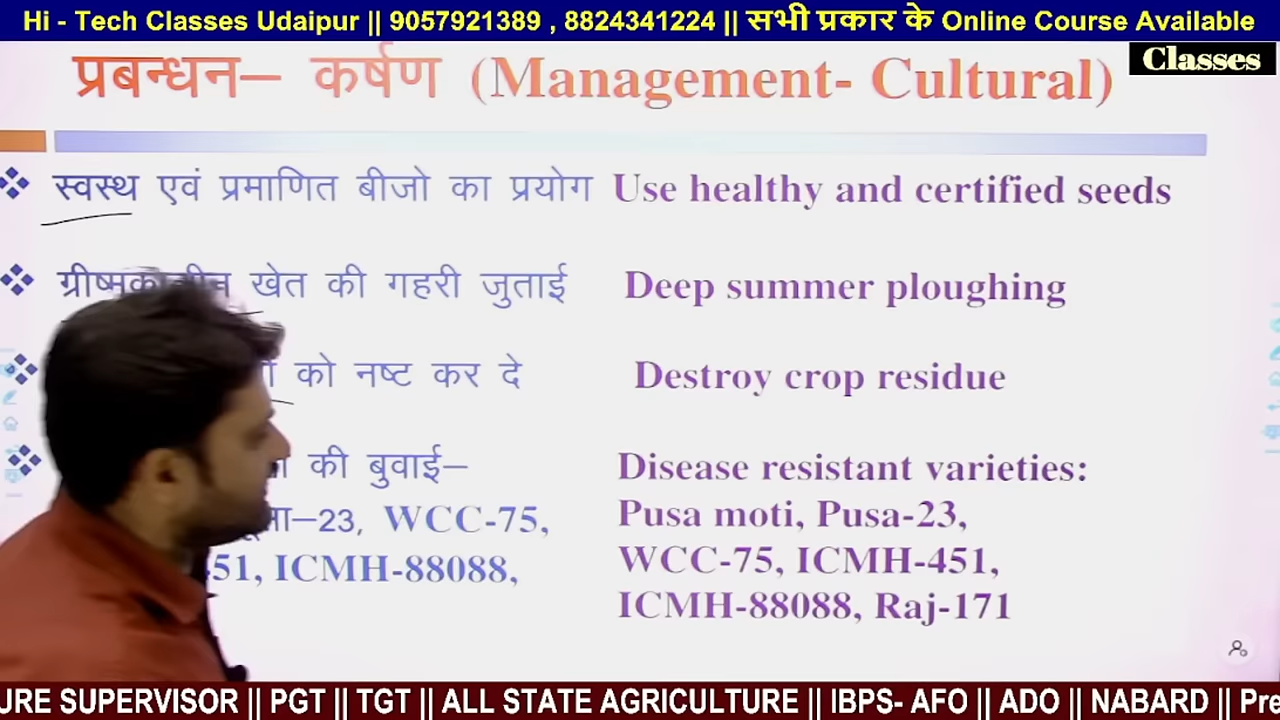 Hi - Tech Classes Udaipur || 9057921389 , 8824341224 || सभी प्रकार के Online Course Available
Classes
प्रबन्धन– कर्षण (Management- Cultural)
स्वस्थ एवं प्रमाणित बीजो का प्रयोग Use healthy and certified seeds
ग्रीष्मकालीन खेत की गहरी जुताई Deep summer ploughing
को नष्ट कर दे Destroy crop residue
की बुवाई– Disease resistant varieties:
–23, WCC-75, Pusa moti, Pusa-23,
51, ICMH-88088, WCC-75, ICMH-451,
ICMH-88088, Raj-171
URE SUPERVISOR || PGT || TGT || ALL STATE AGRICULTURE || IBPS- AFO || ADO || NABARD || Pre